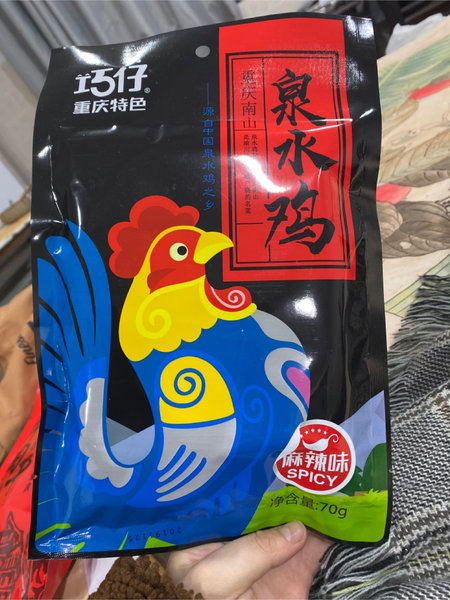 巧仔®
重庆特色
源自中国泉水鸡之乡
重庆南山
泉水鸡
麻辣味
SPICY
净含量:70g